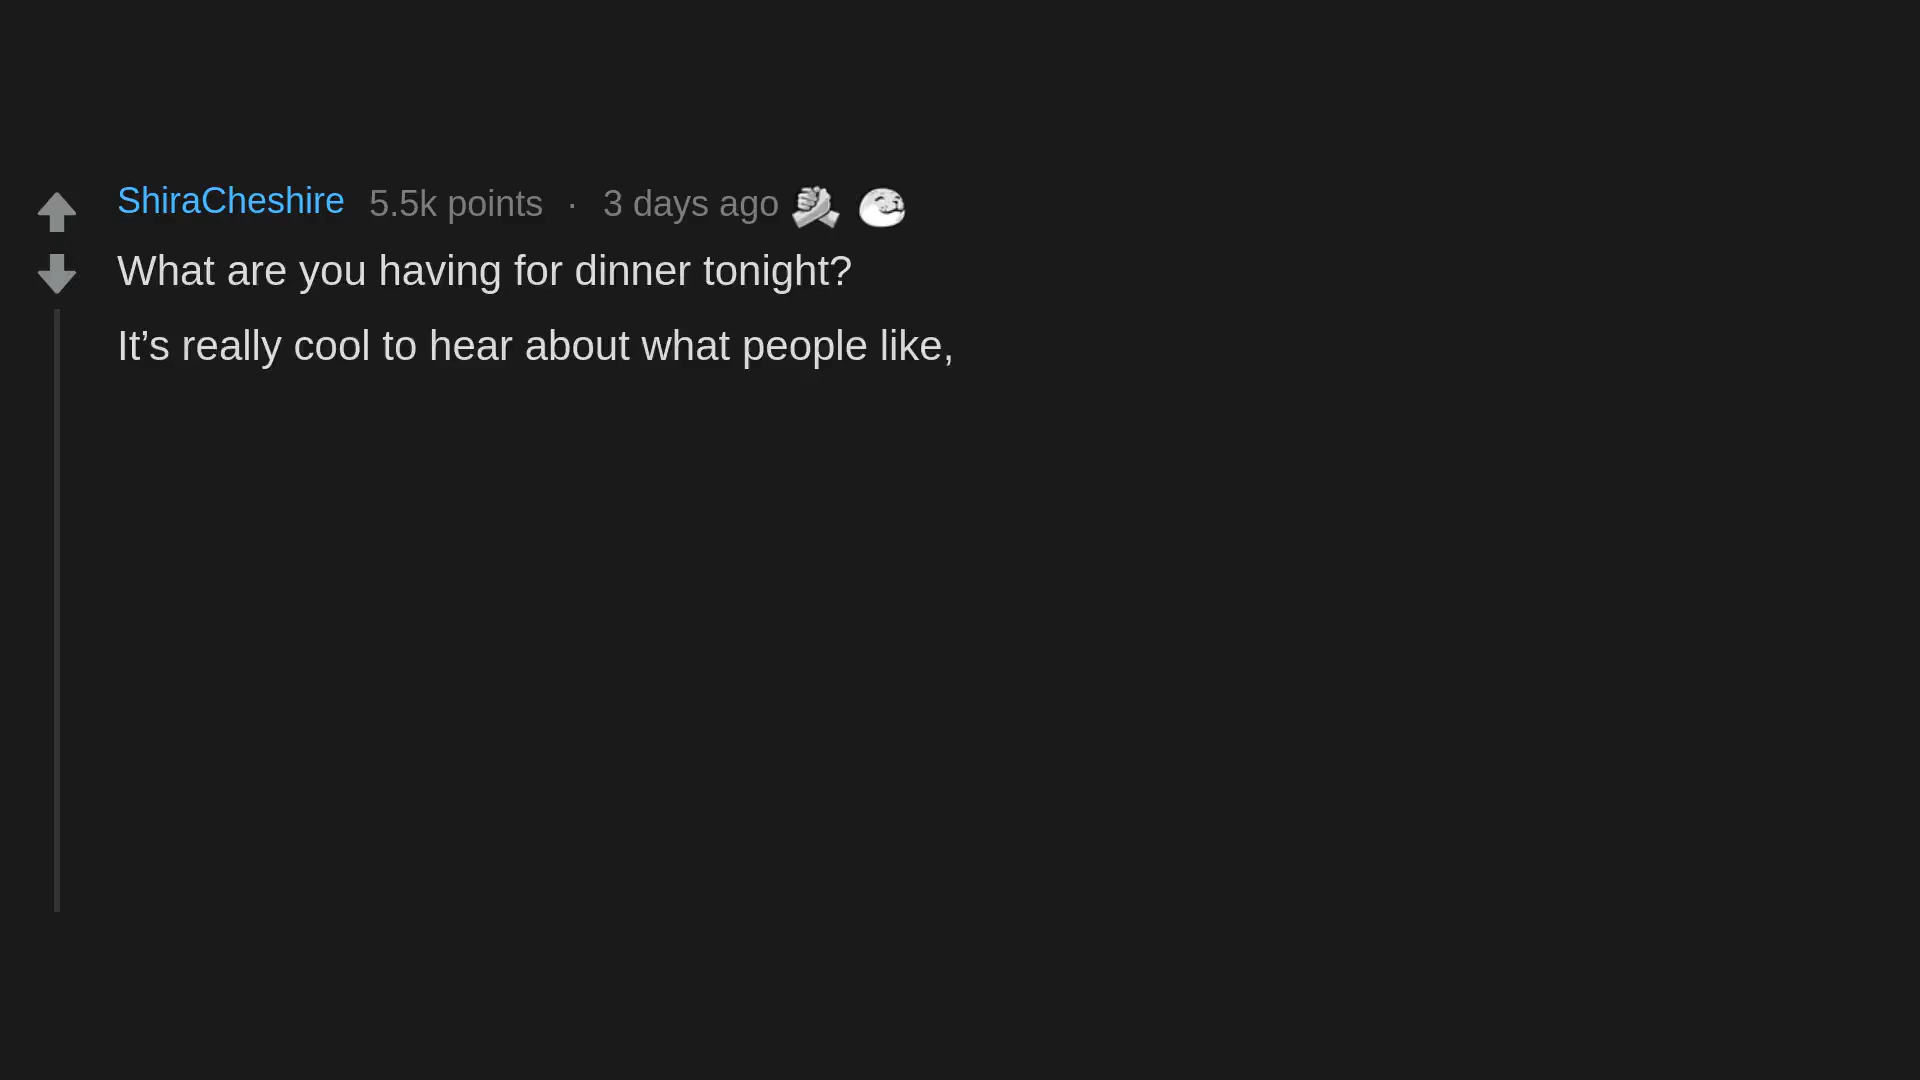 ShiraCheshire 5.5k points · 3 days ago
What are you having for dinner tonight?
It’s really cool to hear about what people like,